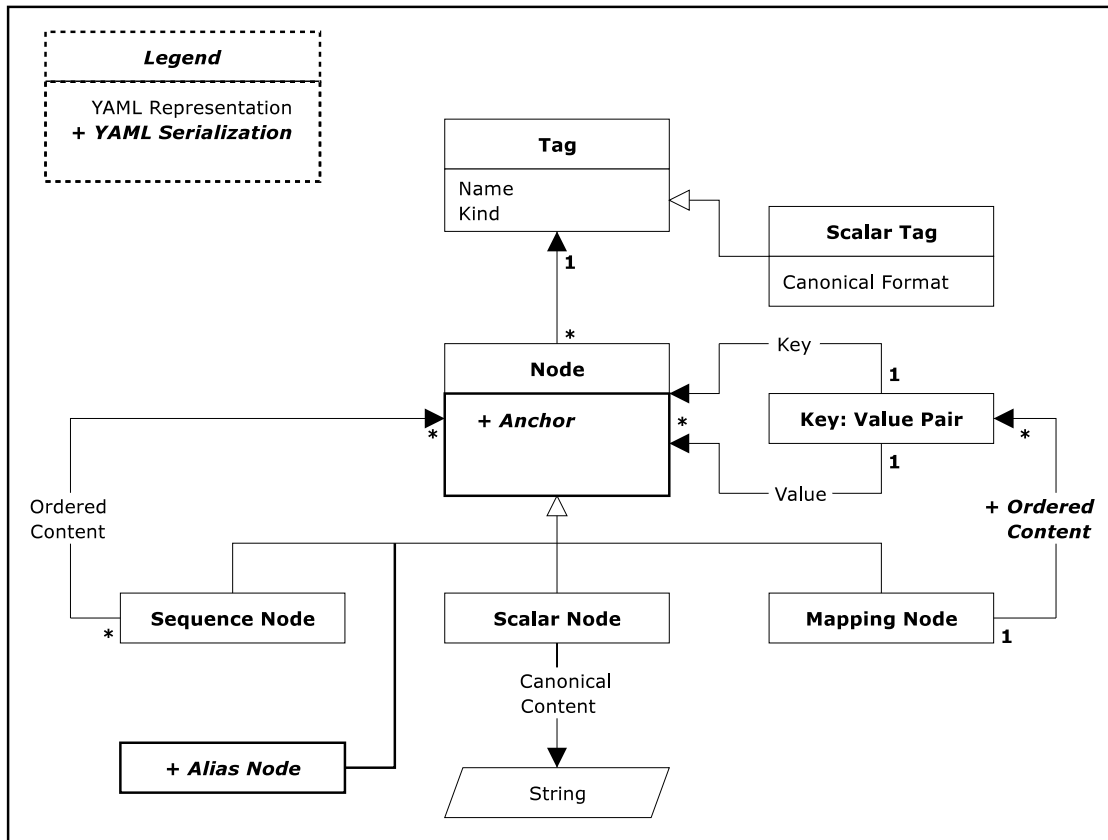 Legend
YAML Representation
+ YAML Serialization
Tag
Name
Kind
Scalar Tag
Canonical Format
1
*
Node
+ Anchor
Key
1
*
Key: Value Pair
1
Value
*
*
Ordered
Content
+ Ordered
Content
Sequence Node
*
Scalar Node
Mapping Node
1
Canonical
Content
+ Alias Node
String